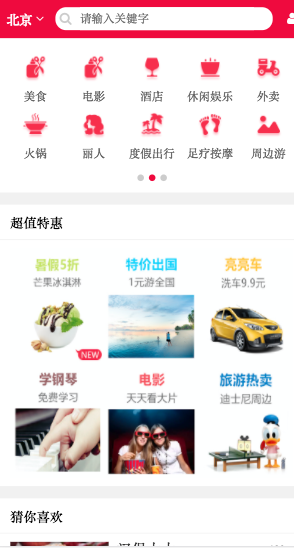 北京
请输入关键字
美食 电影 酒店 休闲娱乐 外卖
火锅 丽人 度假出行 足疗按摩 周边游
超值特惠
暑假5折 特价出国 亮亮车
芒果冰淇淋 1元游全国 洗车9.9元
NEW
学钢琴 电影 旅游热卖
免费学习 天天看大片 迪士尼周边
猜你喜欢